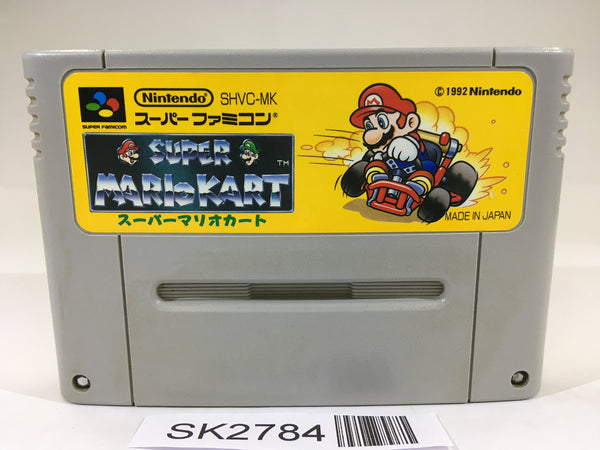 Nintendo SHVC-MK
スーパーファミコン®
SUPER FAMICOM
© 1992 Nintendo
SUPER
MARIO KART
TM
スーパーマリオカート
M
MADE IN JAPAN
SK2784